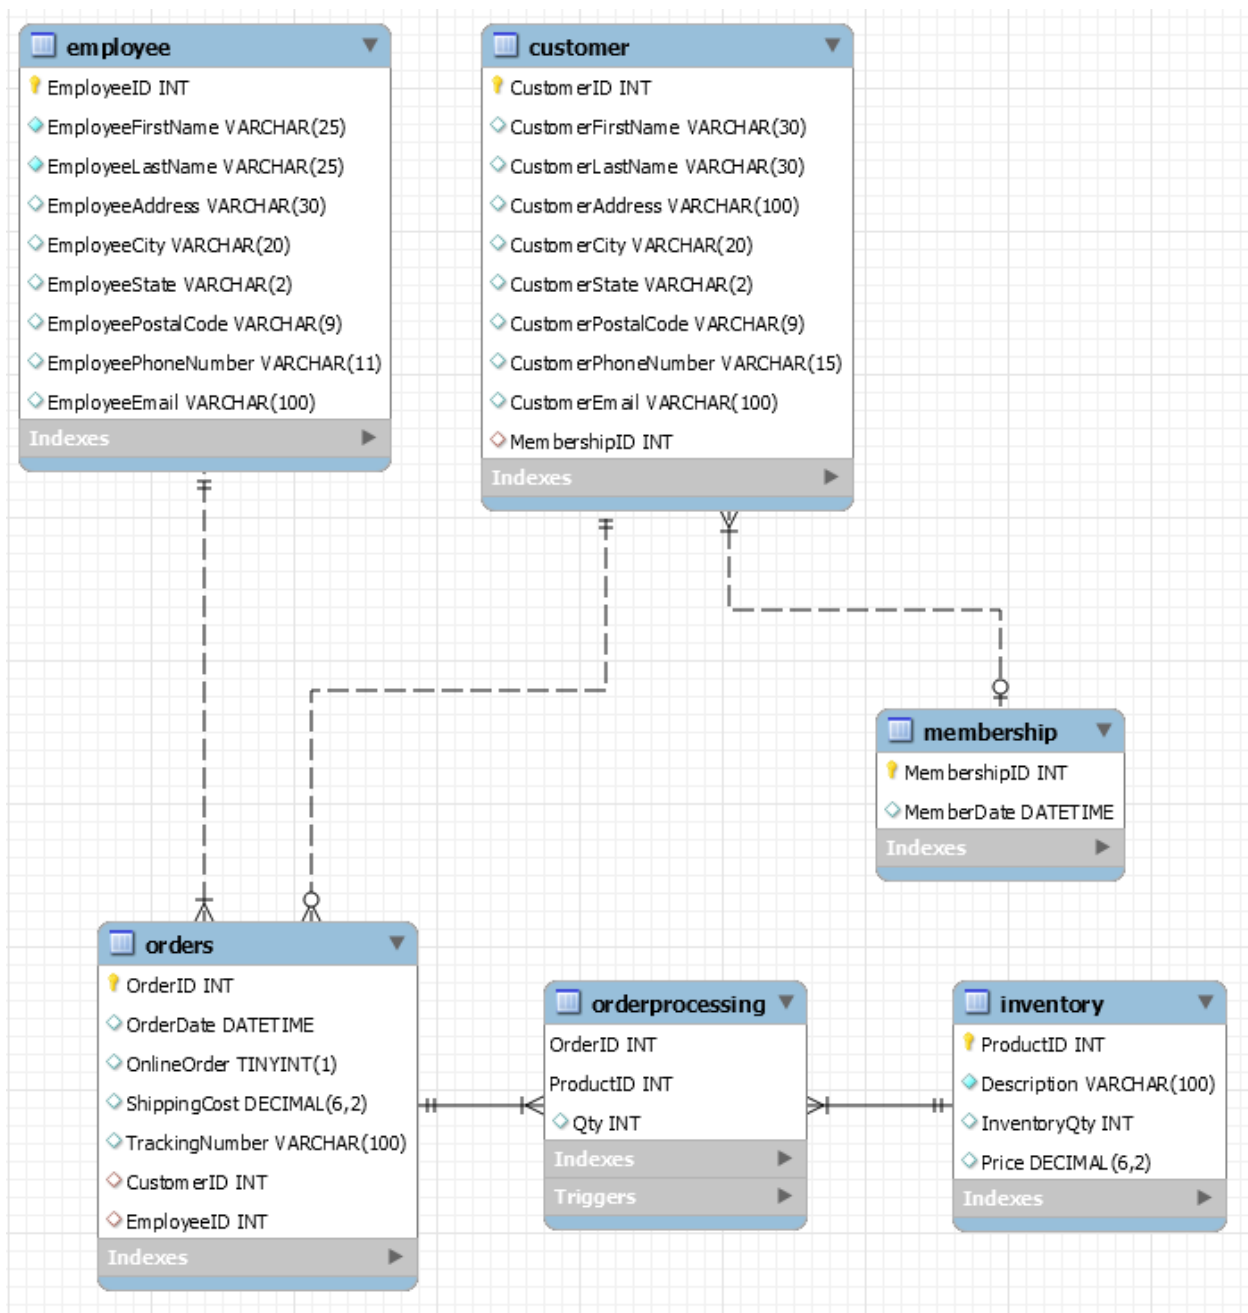 employee
EmployeeID INT
EmployeeFirstName VARCHAR(25)
EmployeeLastName VARCHAR(25)
EmployeeAddress VARCHAR(30)
EmployeeCity VARCHAR(20)
EmployeeState VARCHAR(2)
EmployeePostalCode VARCHAR(9)
EmployeePhoneNumber VARCHAR(11)
EmployeeEmail VARCHAR(100)
Indexes
customer
CustomerID INT
CustomerFirstName VARCHAR(30)
CustomerLastName VARCHAR(30)
CustomerAddress VARCHAR(100)
CustomerCity VARCHAR(20)
CustomerState VARCHAR(2)
CustomerPostalCode VARCHAR(9)
CustomerPhoneNumber VARCHAR(15)
CustomerEmail VARCHAR(100)
MembershipID INT
Indexes
membership
MembershipID INT
MemberDate DATETIME
Indexes
orders
OrderID INT
OrderDate DATETIME
OnlineOrder TINYINT(1)
ShippingCost DECIMAL(6,2)
TrackingNumber VARCHAR(100)
CustomerID INT
EmployeeID INT
Indexes
orderprocessing
OrderID INT
ProductID INT
Qty INT
Indexes
Triggers
inventory
ProductID INT
Description VARCHAR(100)
InventoryQty INT
Price DECIMAL(6,2)
Indexes